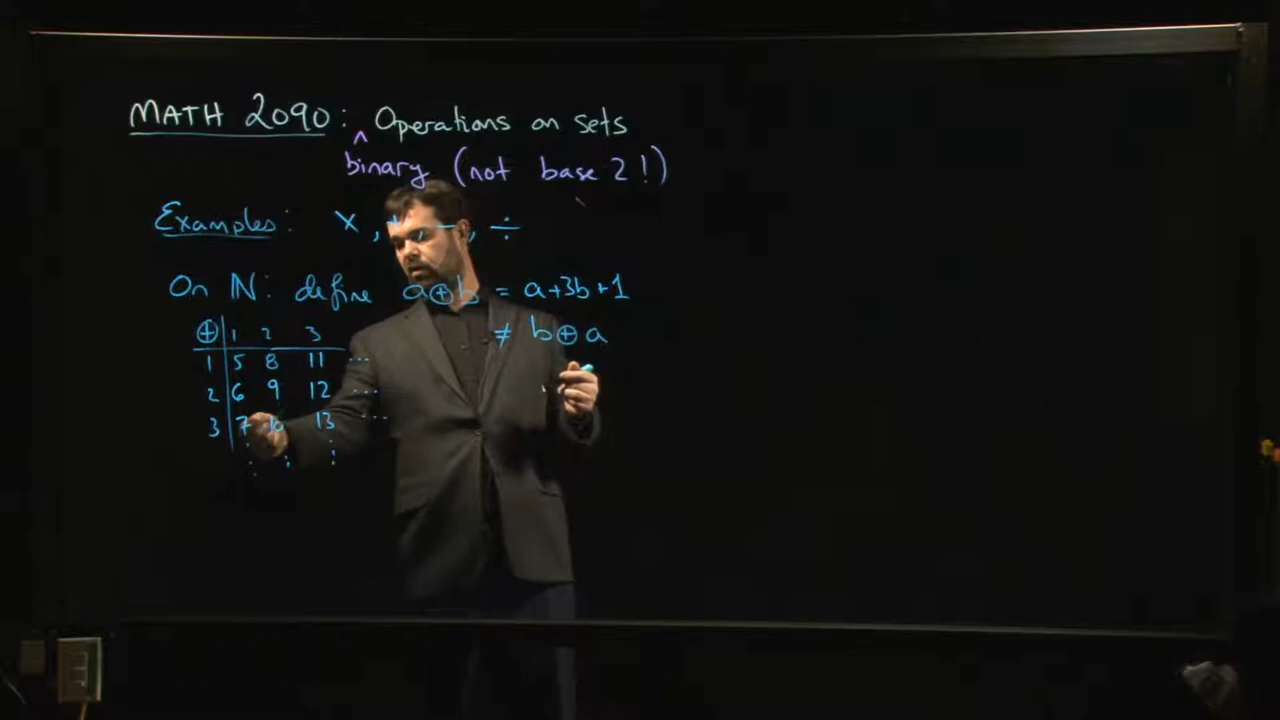 MATH 2090: Operations on sets
^ binary (not base 2!)
Examples: × , + , − , ÷
On ℕ: define a⊕b = a+3b+1
≠ b⊕a
⊕ 1 2 3
1 5 8 11 ...
2 6 9 12 ...
3 7 10 13 ...